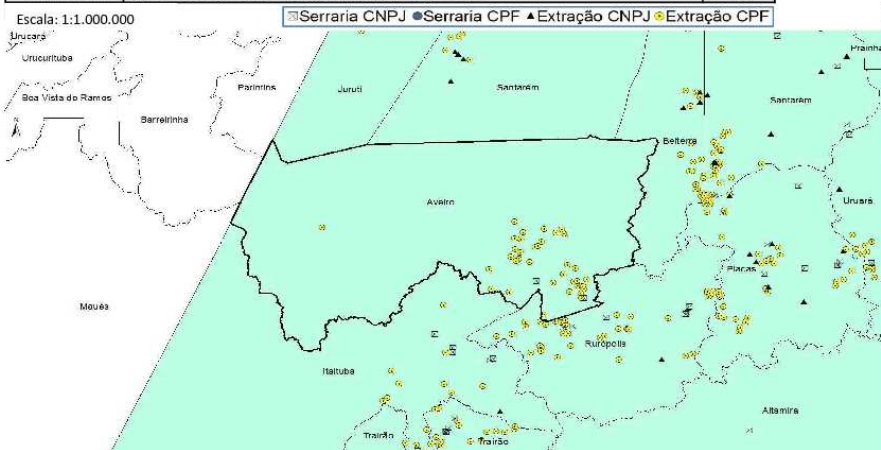 Escala: 1:1.000.000
Serraria CNPJ Serraria CPF Extração CNPJ Extração CPF
Urucará
Urucurituba
Prainha
Boa Vista do Ramos
Parintins
Juruti
Santarém
Santarém
N
Barreirinha
Belterra
Aveiro
Uruará
Placas
Maués
Rurópolis
Itaituba
Altamira
Trairão
Trairão